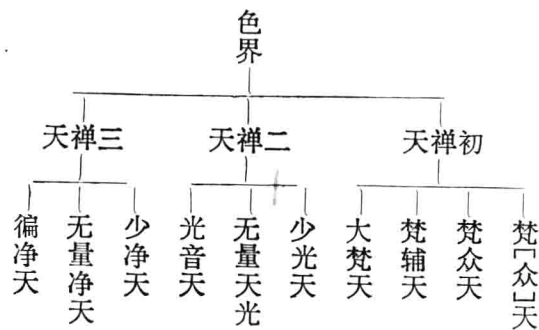 色界
初禅天
二禅天
三禅天
梵〔众〕天
梵众天
梵辅天
大梵天
少光天
无量天光
光音天
少净天
无量净天
徧净天